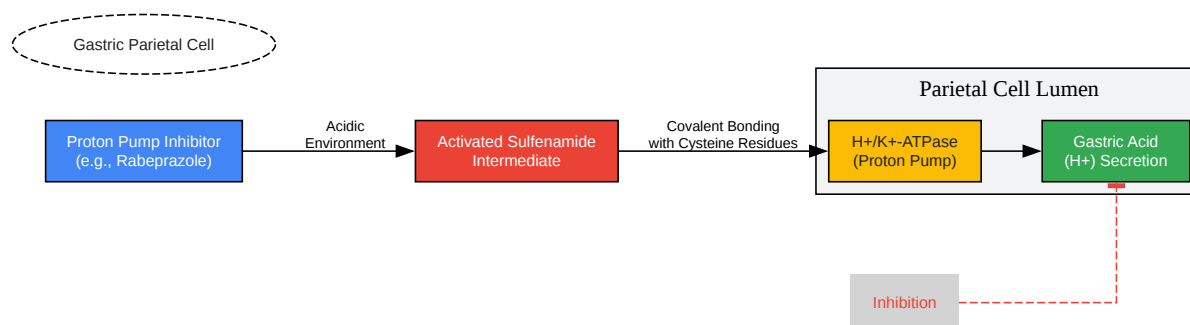 Gastric Parietal Cell
Parietal Cell Lumen
Proton Pump Inhibitor
(e.g., Rabeprazole)
Acidic
Environment
Activated Sulfenamide
Intermediate
Covalent Bonding
with Cysteine Residues
H+/K+-ATPase
(Proton Pump)
Gastric Acid
(H+) Secretion
Inhibition